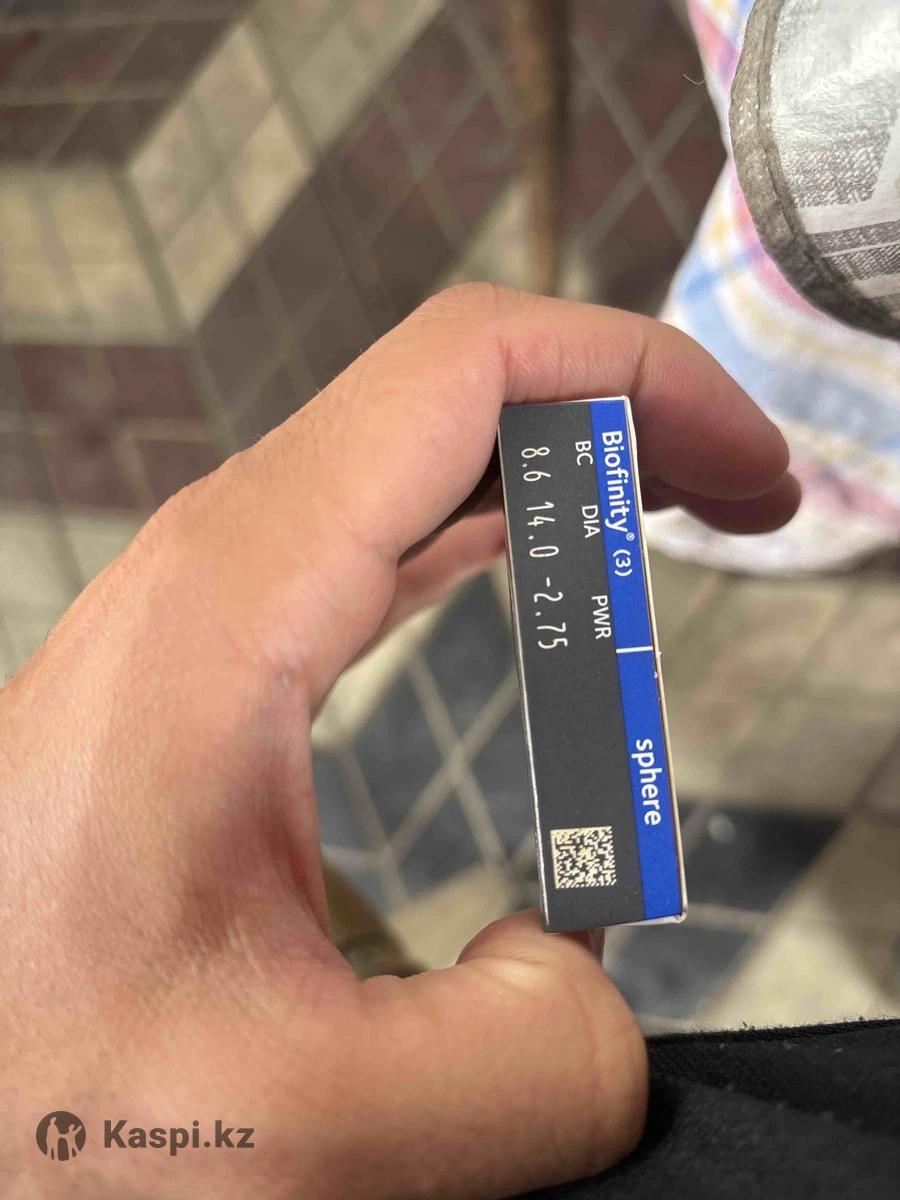 Biofinity® (3) sphere
BC DIA PWR
8.6 14.0 -2.75
Kaspi.kz